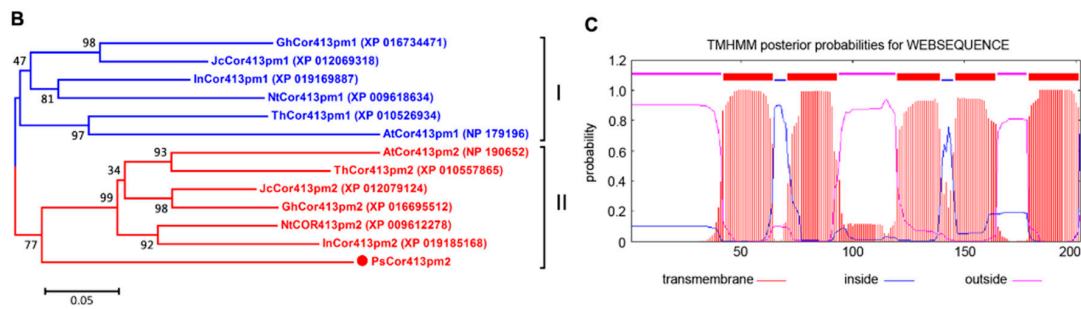 B
98
GhCor413pm1 (XP 016734471)
47
JcCor413pm1 (XP 012069318)
InCor413pm1 (XP 019169887)
81
NtCor413pm1 (XP 009618634)
ThCor413pm1 (XP 010526934)
97
AtCor413pm1 (NP 179196)
I
93
AtCor413pm2 (NP 190652)
34
ThCor413pm2 (XP 010557865)
JcCor413pm2 (XP 012079124)
99
98
GhCor413pm2 (XP 016695512)
NtCOR413pm2 (XP 009612278)
77
92
InCor413pm2 (XP 019185168)
PsCor413pm2
II
0.05
C
TMHMM posterior probabilities for WEBSEQUENCE
1.2
1.0
0.8
0.6
0.4
0.2
0
probability
50
100
150
200
transmembrane
inside
outside